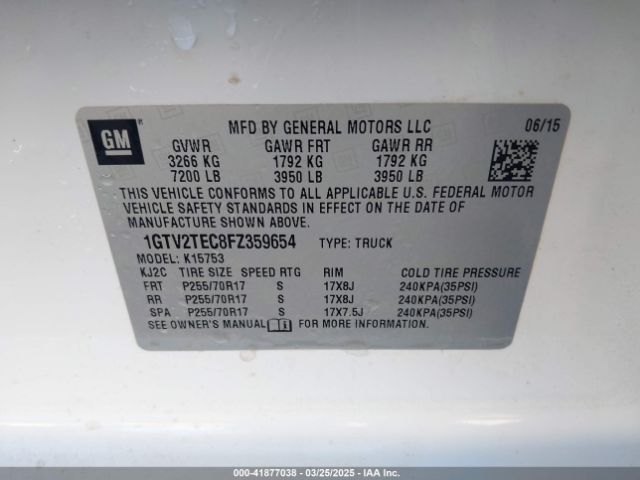 GM ®
MFD BY GENERAL MOTORS LLC 06/15
GVWR GAWR FRT GAWR RR
3266 KG 1792 KG 1792 KG
7200 LB 3950 LB 3950 LB
THIS VEHICLE CONFORMS TO ALL APPLICABLE U.S. FEDERAL MOTOR
VEHICLE SAFETY STANDARDS IN EFFECT ON THE DATE OF
MANUFACTURE SHOWN ABOVE.
1GTV2TEC8FZ359654 TYPE: TRUCK
MODEL: K15753
KJ2C TIRE SIZE SPEED RTG RIM COLD TIRE PRESSURE
FRT P255/70R17 S 17X8J 240KPA(35PSI)
RR P255/70R17 S 17X8J 240KPA(35PSI)
SPA P255/70R17 S 17X7.5J 240KPA(35PSI)
SEE OWNER'S MANUAL FOR MORE INFORMATION.
000-41877038 - 03/25/2025 - IAAI.COM